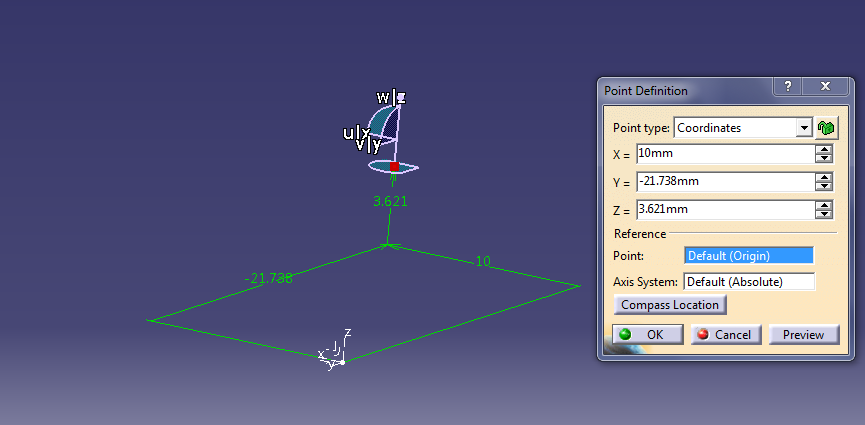 w|z
u|x
v|y
3.621
-21.738
10
z
x
y
Point Definition
?
X
Point type: Coordinates
X = 10mm
Y = -21.738mm
Z = 3.621mm
Reference
Point: Default (Origin)
Axis System: Default (Absolute)
Compass Location
OK Cancel Preview